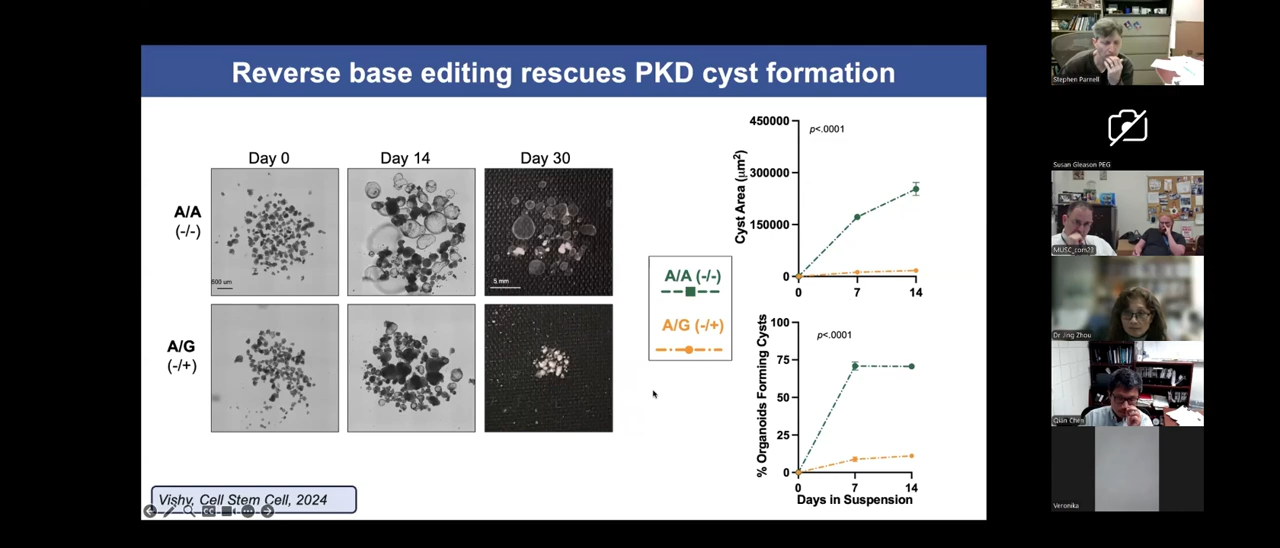 Reverse base editing rescues PKD cyst formation
Day 0
Day 14
Day 30
A/A
(-/-)
A/G
(-/+)
500 um
5 mm
A/A (-/-)
A/G (-/+)
450000
300000
150000
0
Cyst Area (μm²)
p<.0001
0
7
14
100
75
50
25
0
% Organoids Forming Cysts
p<.0001
0
7
14
Days in Suspension
Vishy, Cell Stem Cell, 2024
CC
Stephen Parnell
Susan Gleason PEG
MUSC_com22
Dr Jing Zhou
Qian Chen
Veronika